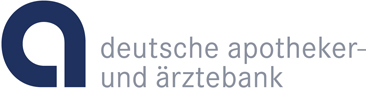 deutsche apotheker-
und ärztebank